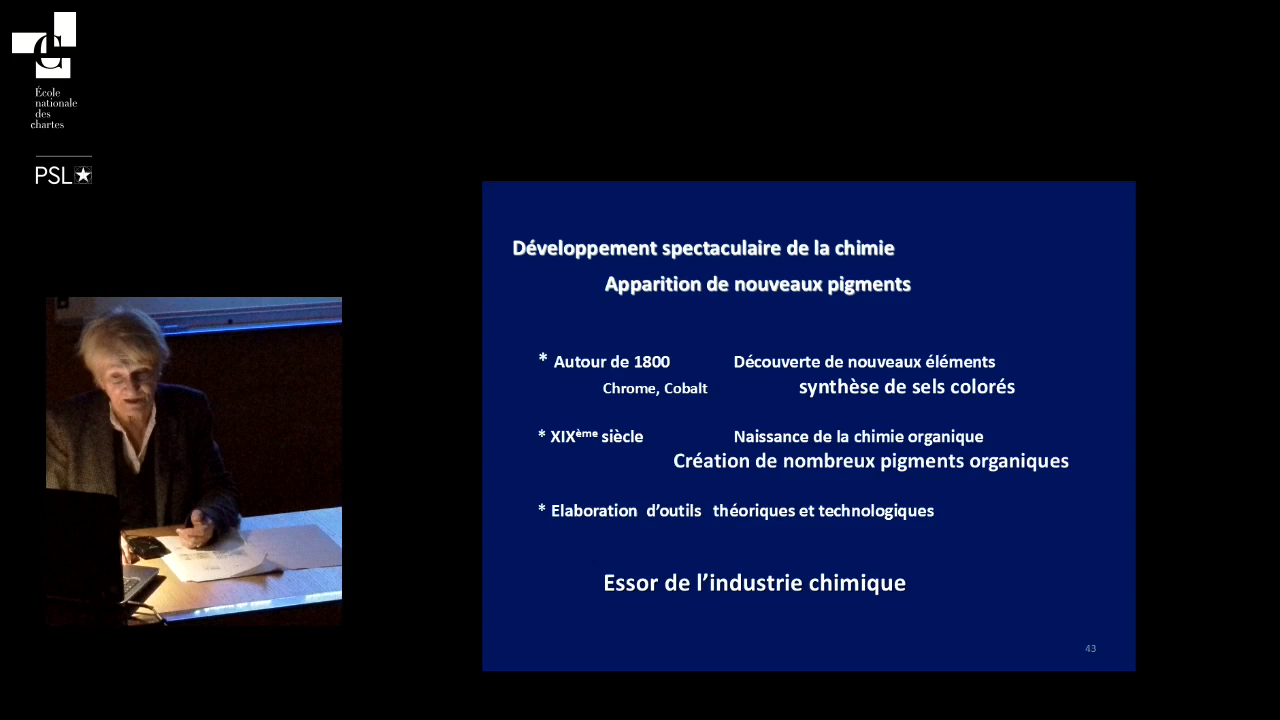 École
nationale
des
chartes
PSL
Développement spectaculaire de la chimie
Apparition de nouveaux pigments
* Autour de 1800 Découverte de nouveaux éléments
Chrome, Cobalt synthèse de sels colorés
* XIXème siècle Naissance de la chimie organique
Création de nombreux pigments organiques
* Elaboration d’outils théoriques et technologiques
Essor de l’industrie chimique
43